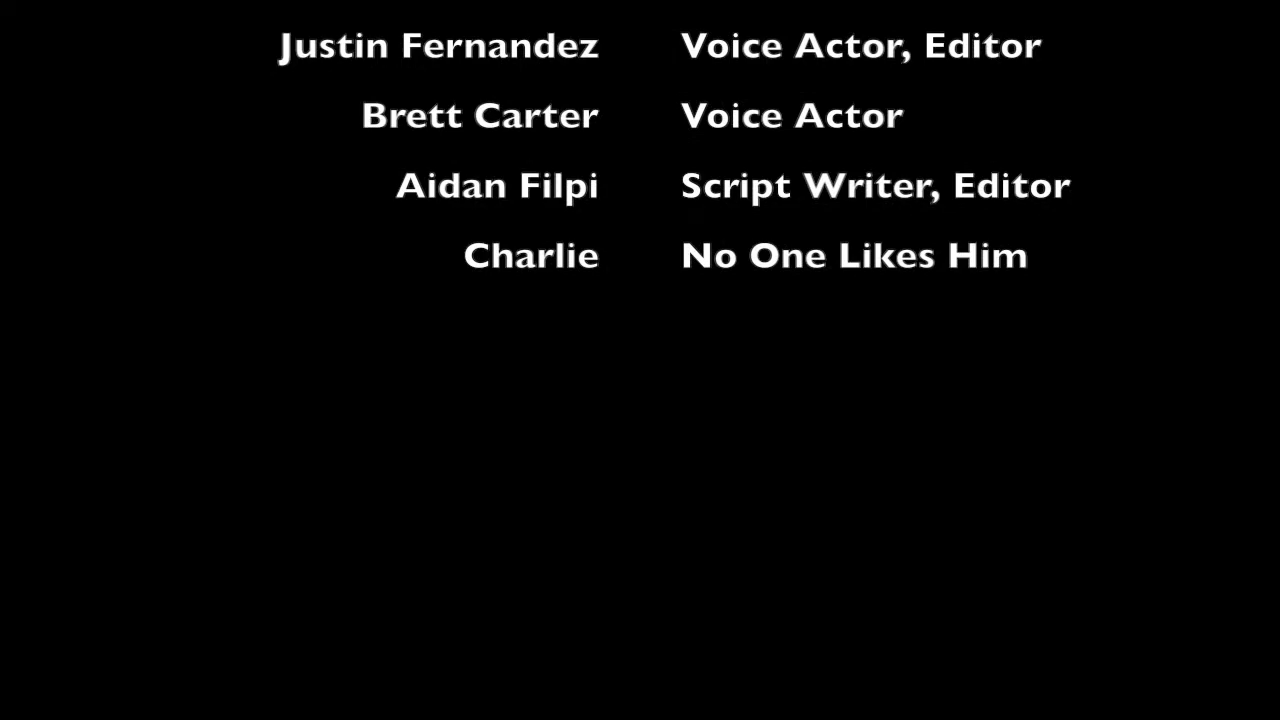 Justin Fernandez Voice Actor, Editor
Brett Carter Voice Actor
Aidan Filpi Script Writer, Editor
Charlie No One Likes Him